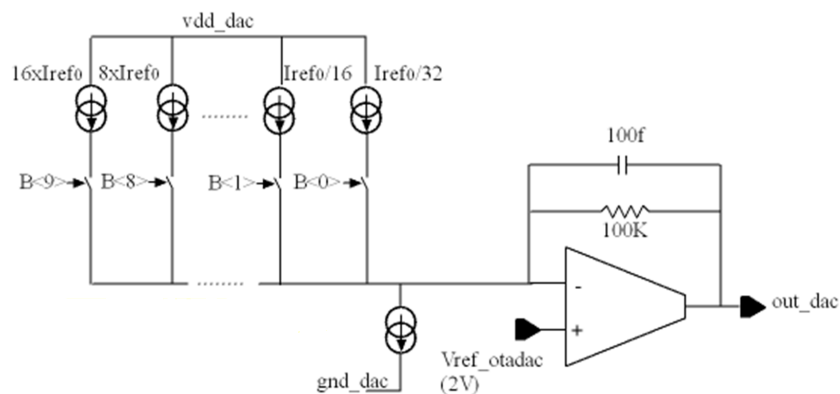 vdd_dac
16xIref0 8xIref0 Iref0/16 Iref0/32
........
100f
B<9> B<8> B<1> B<0>
100K
........
-
out_dac
+
Vref_otadac
(2V)
gnd_dac